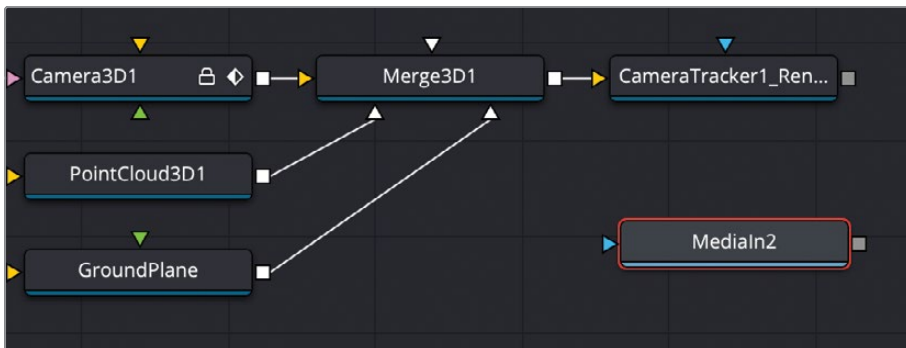 Camera3D1
Merge3D1
CameraTracker1_Ren...
PointCloud3D1
MediaIn2
GroundPlane